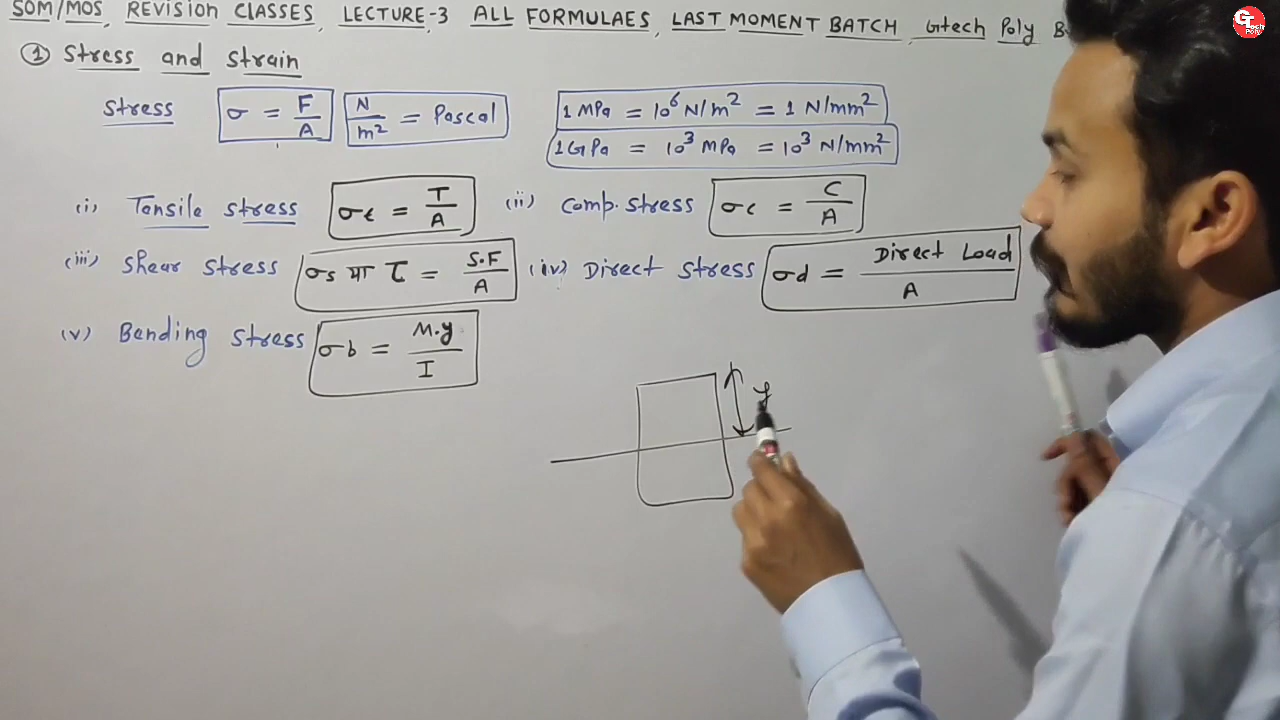 SOM/MOS, REVISION CLASSES, LECTURE-3 ALL FORMULAES, LAST MOMENT BATCH, Gtech Poly B
① Stress and strain
Stress σ = F/A N/m² = Pascal 1 MPa = 10⁶ N/m² = 1 N/mm²
1 GPa = 10³ MPa = 10³ N/mm²
(i) Tensile stress σt = T/A (ii) Comp. stress σc = C/A
(iii) Shear stress σs या τ = S.F/A (iv) Direct stress σd = Direct Load/A
(v) Bending stress σb = M.y/I
y